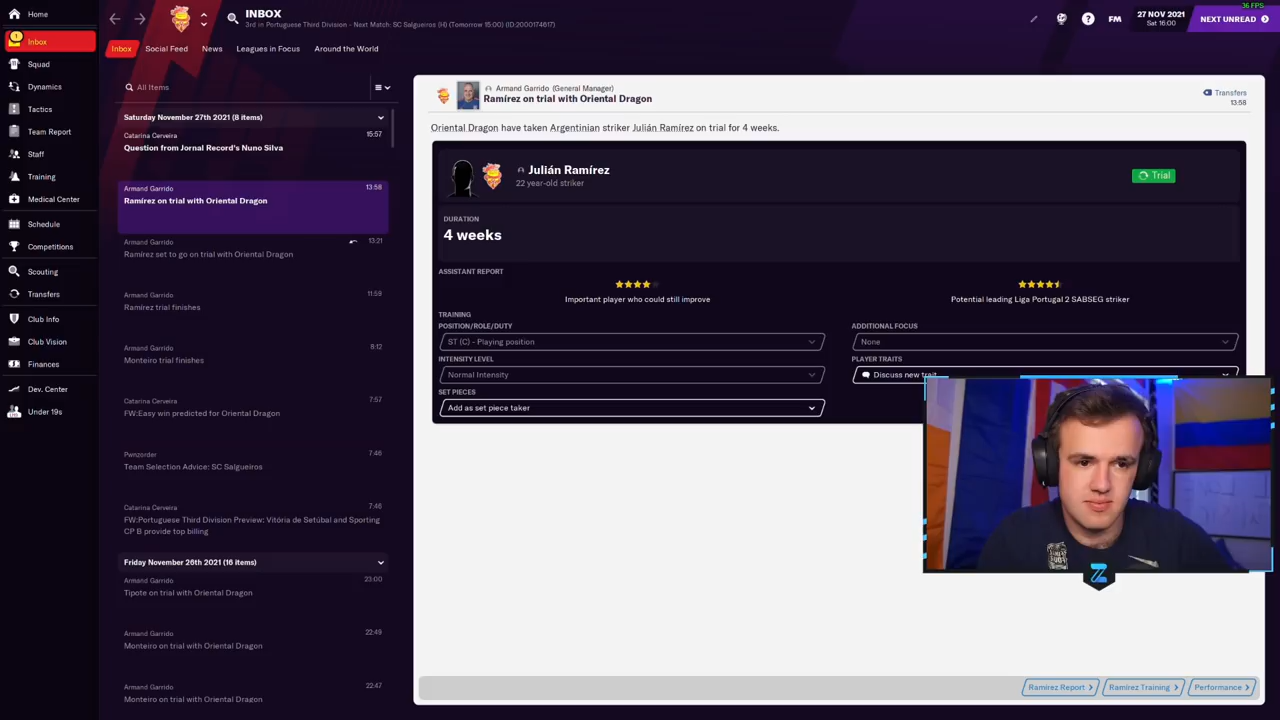 36 FPS
Home
INBOX
3rd in Portuguese Third Division - Next Match: SC Salgueiros (H) (Tomorrow 15:00) (ID:2000174617)
FM
27 NOV 2021
Sat 16:00
NEXT UNREAD
1
Inbox
Squad
Dynamics
Tactics
Team Report
Staff
Training
Medical Center
Schedule
Competitions
Scouting
Transfers
Club Info
Club Vision
Finances
Dev. Center
Under 19s
Inbox
Social Feed
News
Leagues in Focus
Around the World
All Items
Saturday November 27th 2021 (8 items)
Catarina Cerveira
15:57
Question from Jornal Record's Nuno Silva
Armand Garrido
13:58
Ramírez on trial with Oriental Dragon
Armand Garrido
13:21
Ramírez set to go on trial with Oriental Dragon
Armand Garrido
11:59
Ramírez trial finishes
Armand Garrido
8:12
Monteiro trial finishes
Catarina Cerveira
7:57
FW:Easy win predicted for Oriental Dragon
Pwnzorder
7:46
Team Selection Advice: SC Salgueiros
Catarina Cerveira
7:46
FW:Portuguese Third Division Preview: Vitória de Setúbal and Sporting
CP B provide top billing
Friday November 26th 2021 (16 items)
Armand Garrido
23:00
Tipote on trial with Oriental Dragon
Armand Garrido
22:49
Monteiro on trial with Oriental Dragon
Armand Garrido
22:47
Monteiro on trial with Oriental Dragon
Armand Garrido (General Manager)
Ramírez on trial with Oriental Dragon
Transfers
13:58
Oriental Dragon have taken Argentinian striker Julián Ramírez on trial for 4 weeks.
Julián Ramírez
22 year-old striker
Trial
DURATION
4 weeks
ASSISTANT REPORT
Important player who could still improve
Potential leading Liga Portugal 2 SABSEG striker
TRAINING
POSITION/ROLE/DUTY
ST (C) - Playing position
ADDITIONAL FOCUS
None
INTENSITY LEVEL
Normal Intensity
PLAYER TRAITS
Discuss new trait
SET PIECES
Add as set piece taker
Z
Ramírez Report
Ramírez Training
Performance